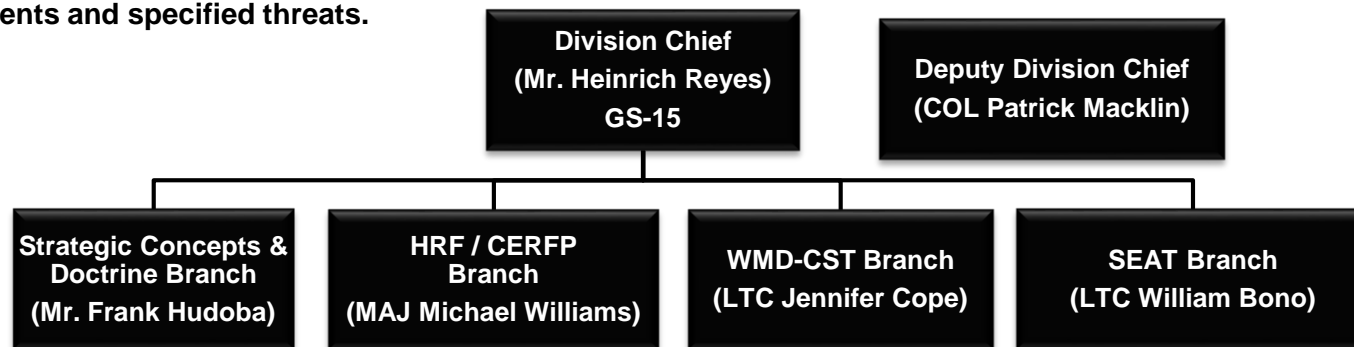 ents and specified threats.
Division Chief
(Mr. Heinrich Reyes)
GS-15
Deputy Division Chief
(COL Patrick Macklin)
Strategic Concepts &
Doctrine Branch
(Mr. Frank Hudoba)
HRF / CERFP
Branch
(MAJ Michael Williams)
WMD-CST Branch
(LTC Jennifer Cope)
SEAT Branch
(LTC William Bono)